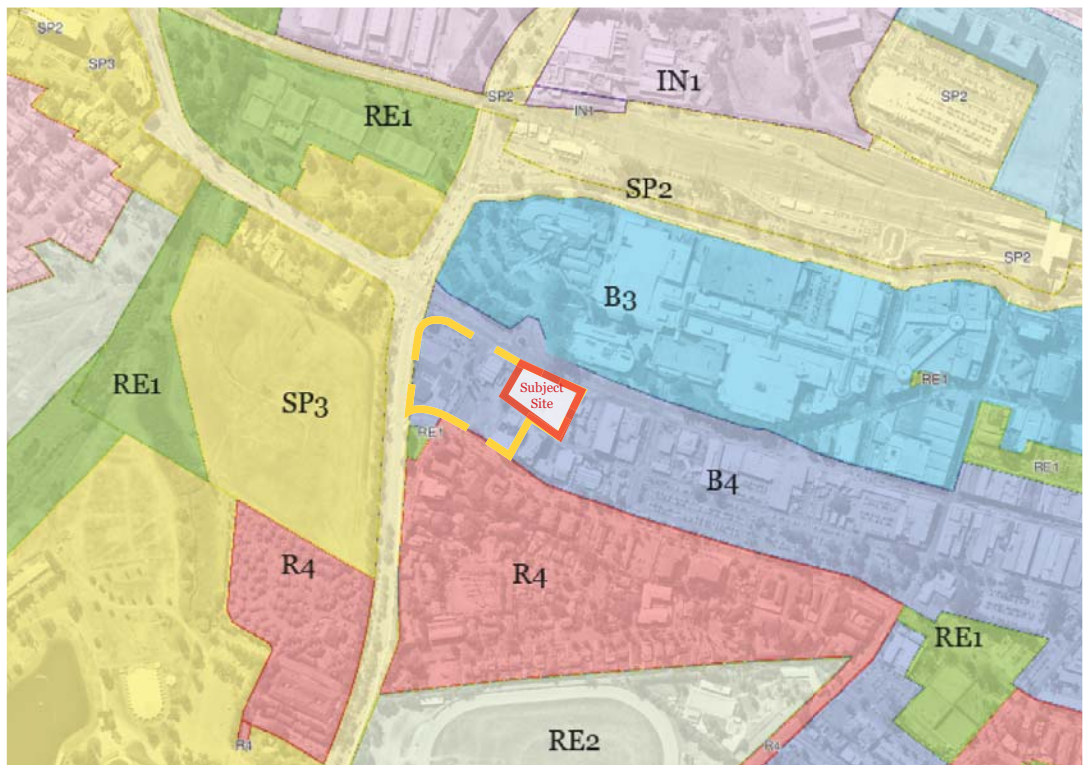 SP2
SP3
IN1
SP2
SP2
IN1
RE1
SP2
SP2
B3
RE1
RE1
Subject
Site
SP3
RE1
RE1
B4
R4
R4
RE1
RE2
R4
R4